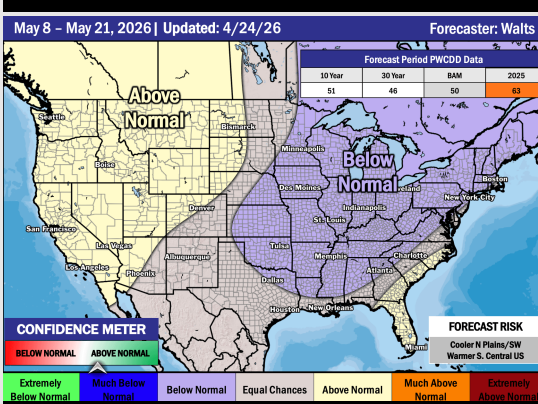 May 8 – May 21, 2026| Updated: 4/24/26
Forecaster: Walts
Forecast Period PWCDD Data
10 Year 30 Year BAM 2025
51 46 50 63
Above
Normal
Seattle
Bismarck
Minneapolis
Below
Normal
Boise
Boston
Des Moines
eveland
New York City
Denver
Indianapolis
St. Louis
San Francisco
Las Vegas
Tulsa
Memphis
Charlotte
Los Angeles
Phoenix
Albuquerque
Atlanta
Dallas
Houston
New Orleans
Miami
CONFIDENCE METER
BELOW NORMAL
ABOVE NORMAL
FORECAST RISK
Cooler N Plains/SW
Warmer S. Central US
Extremely
Below Normal
Much Below
Normal
Below Normal
Equal Chances
Above Normal
Much Above
Normal
Extremely
Above Normal